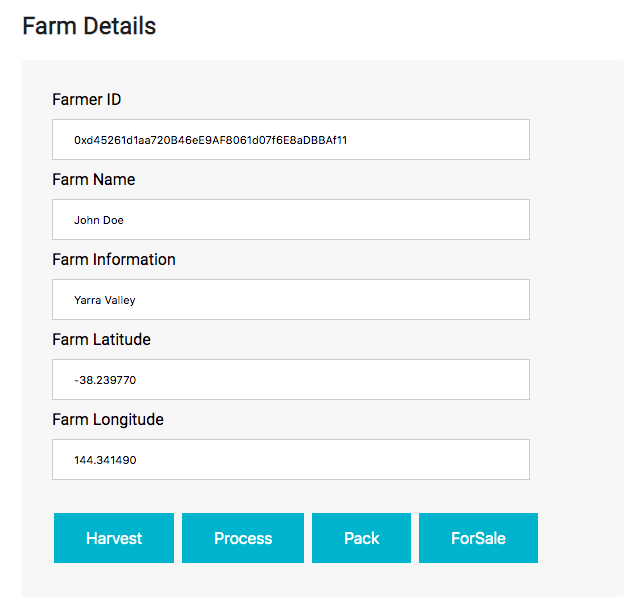 Farm Details
Farmer ID
0xd45261d1aa720B46eE9AF8061d07f6E8aDBBAf11
Farm Name
John Doe
Farm Information
Yarra Valley
Farm Latitude
-38.239770
Farm Longitude
144.341490
Harvest Process Pack ForSale